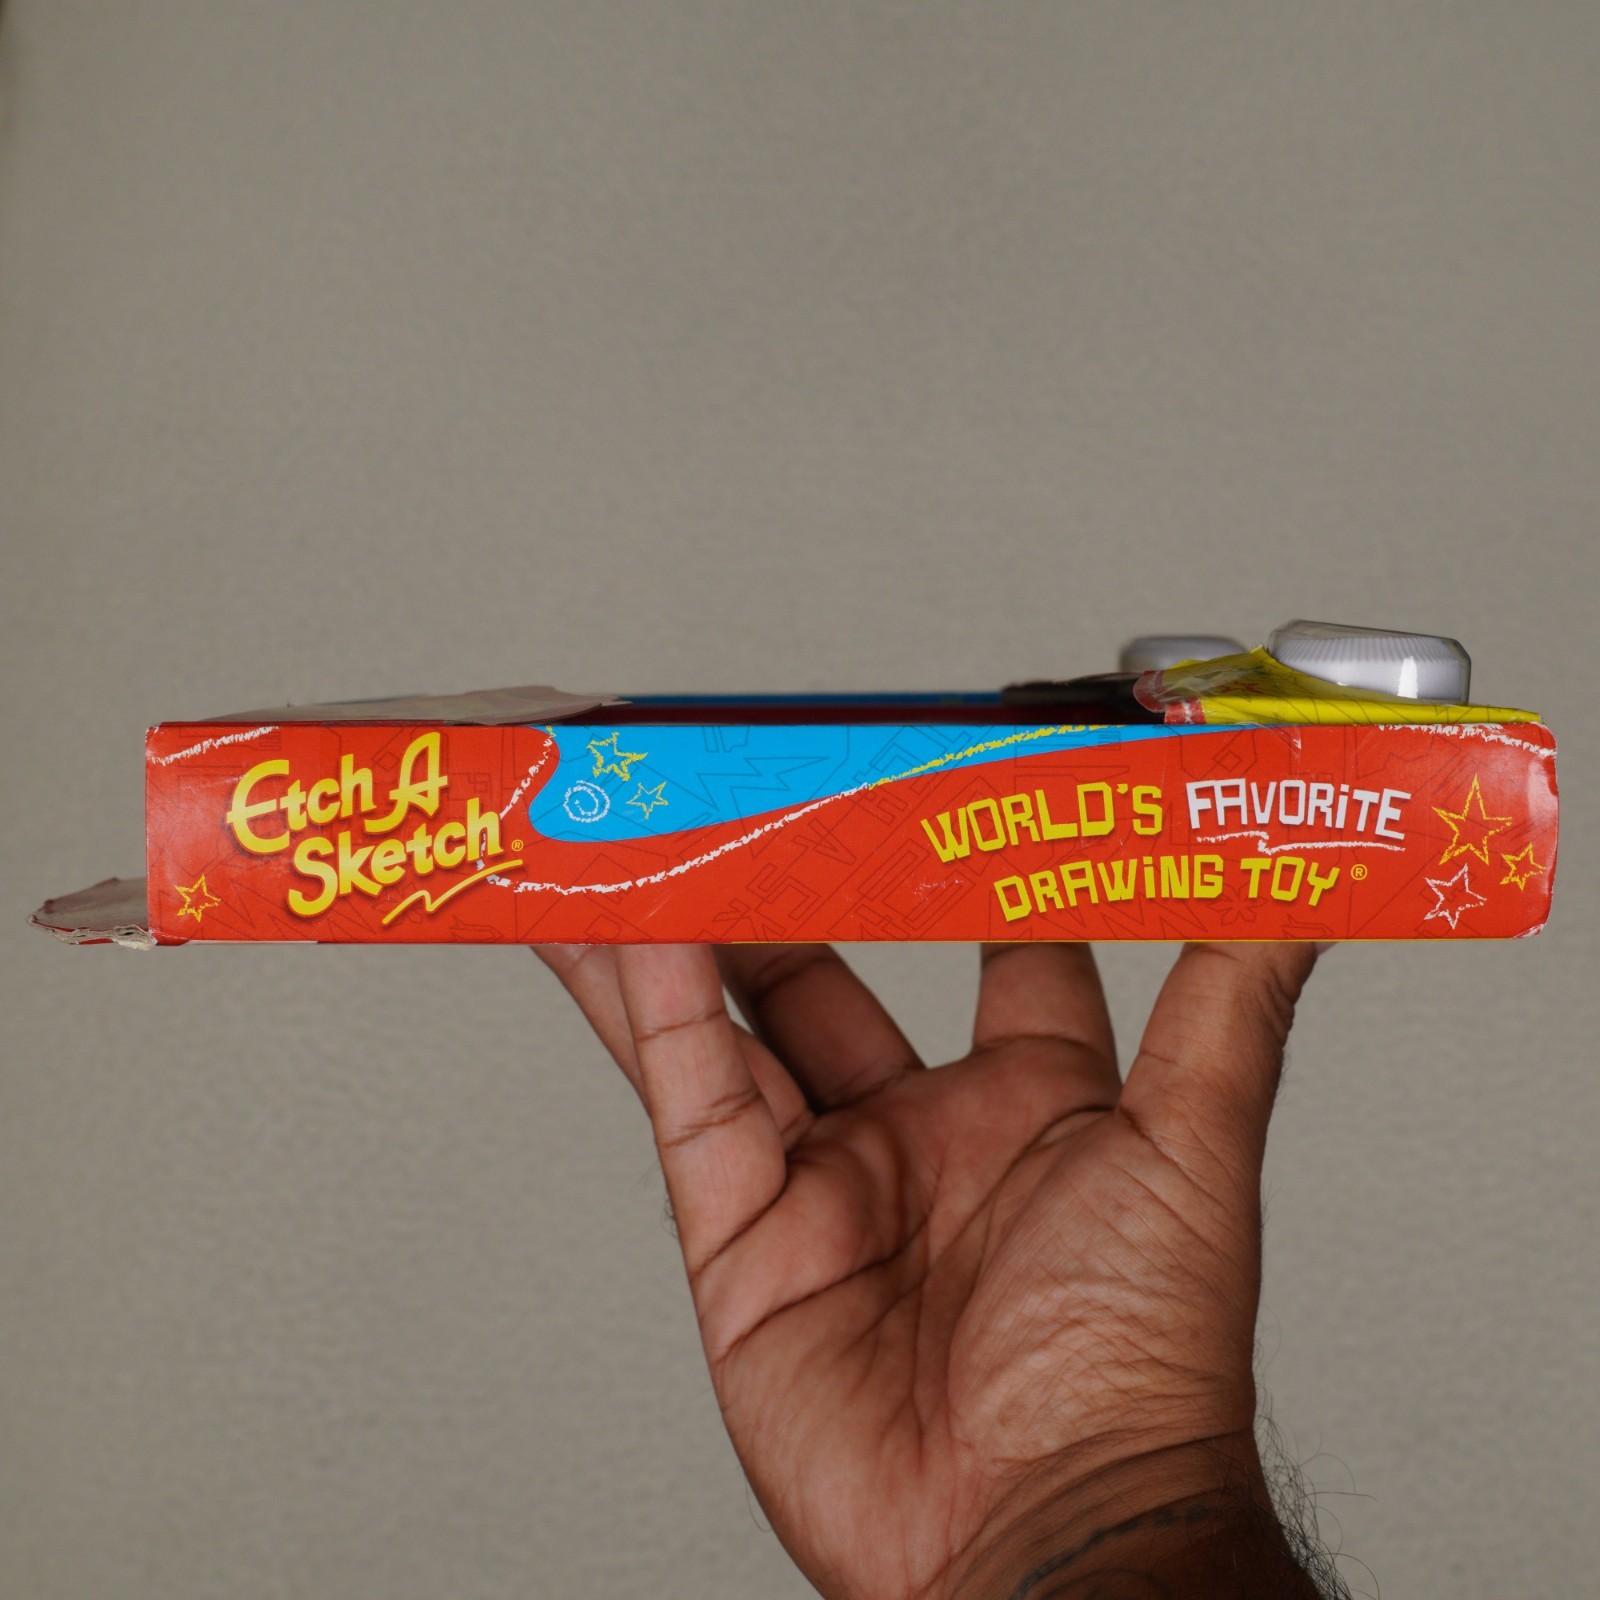 Etch A
Sketch®
WORLD'S FAVORiTE
DRAWiNG TOY®